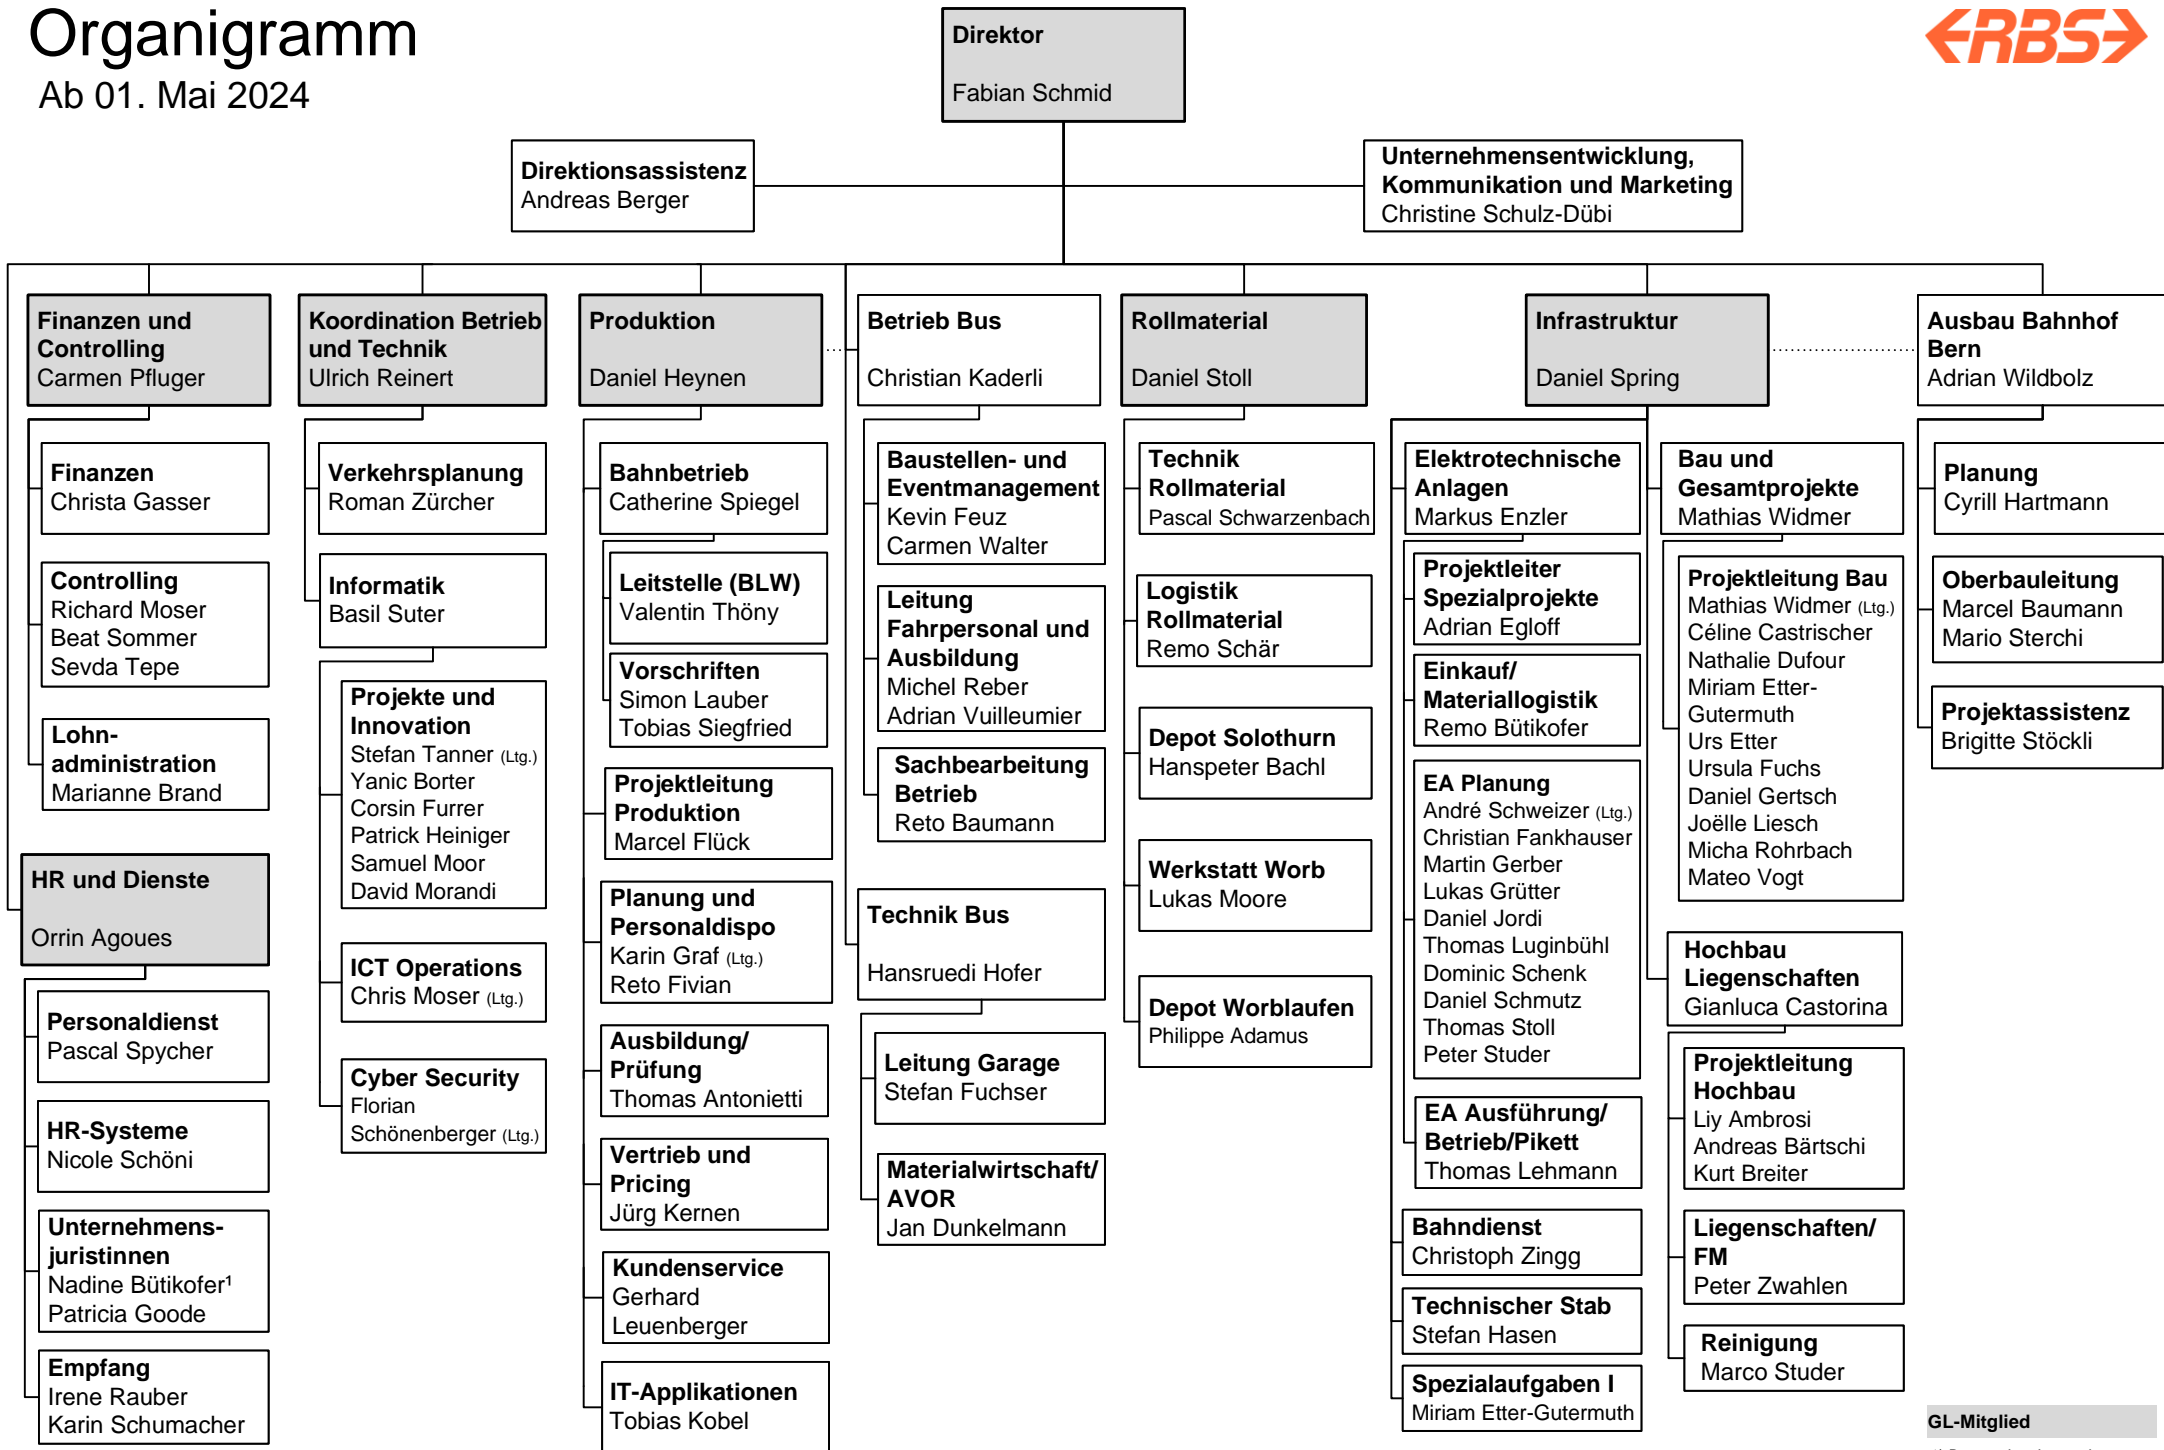 Organigramm
Ab 01. Mai 2024
RBS
Direktor
Fabian Schmid
Direktionsassistenz
Andreas Berger
Unternehmensentwicklung,
Kommunikation und Marketing
Christine Schulz-Dübi
Finanzen und
Controlling
Carmen Pfluger
Finanzen
Christa Gasser
Controlling
Richard Moser
Beat Sommer
Sevda Tepe
Lohn-
administration
Marianne Brand
HR und Dienste
Orrin Agoues
Personaldienst
Pascal Spycher
HR-Systeme
Nicole Schöni
Unternehmens-
juristinnen
Nadine Bütikofer¹
Patricia Goode
Empfang
Irene Rauber
Karin Schumacher
Koordination Betrieb
und Technik
Ulrich Reinert
Verkehrsplanung
Roman Zürcher
Informatik
Basil Suter
Projekte und
Innovation
Stefan Tanner (Ltg.)
Yanic Borter
Corsin Furrer
Patrick Heiniger
Samuel Moor
David Morandi
ICT Operations
Chris Moser (Ltg.)
Cyber Security
Florian
Schönenberger (Ltg.)
Produktion
Daniel Heynen
Bahnbetrieb
Catherine Spiegel
Leitstelle (BLW)
Valentin Thöny
Vorschriften
Simon Lauber
Tobias Siegfried
Projektleitung
Produktion
Marcel Flück
Planung und
Personaldispo
Karin Graf (Ltg.)
Reto Fivian
Ausbildung/
Prüfung
Thomas Antonietti
Vertrieb und
Pricing
Jürg Kernen
Kundenservice
Gerhard
Leuenberger
IT-Applikationen
Tobias Kobel
Betrieb Bus
Christian Kaderli
Baustellen- und
Eventmanagement
Kevin Feuz
Carmen Walter
Leitung
Fahrpersonal und
Ausbildung
Michel Reber
Adrian Vuilleumier
Sachbearbeitung
Betrieb
Reto Baumann
Technik Bus
Hansruedi Hofer
Leitung Garage
Stefan Fuchser
Materialwirtschaft/
AVOR
Jan Dunkelmann
Rollmaterial
Daniel Stoll
Technik
Rollmaterial
Pascal Schwarzenbach
Logistik
Rollmaterial
Remo Schär
Depot Solothurn
Hanspeter Bachl
Werkstatt Worb
Lukas Moore
Depot Worblaufen
Philippe Adamus
Infrastruktur
Daniel Spring
Elektrotechnische
Anlagen
Markus Enzler
Projektleiter
Spezialprojekte
Adrian Egloff
Einkauf/
Materiallogistik
Remo Bütikofer
EA Planung
André Schweizer (Ltg.)
Christian Fankhauser
Martin Gerber
Lukas Grütter
Daniel Jordi
Thomas Luginbühl
Dominic Schenk
Daniel Schmutz
Thomas Stoll
Peter Studer
EA Ausführung/
Betrieb/Pikett
Thomas Lehmann
Bahndienst
Christoph Zingg
Technischer Stab
Stefan Hasen
Spezialaufgaben I
Miriam Etter-Gutermuth
Bau und
Gesamtprojekte
Mathias Widmer
Projektleitung Bau
Mathias Widmer (Ltg.)
Céline Castrischer
Nathalie Dufour
Miriam Etter-
Gutermuth
Urs Etter
Ursula Fuchs
Daniel Gertsch
Joëlle Liesch
Micha Rohrbach
Mateo Vogt
Hochbau
Liegenschaften
Gianluca Castorina
Projektleitung
Hochbau
Liy Ambrosi
Andreas Bärtschi
Kurt Breiter
Liegenschaften/
FM
Peter Zwahlen
Reinigung
Marco Studer
Ausbau Bahnhof
Bern
Adrian Wildbolz
Planung
Cyrill Hartmann
Oberbauleitung
Marcel Baumann
Mario Sterchi
Projektassistenz
Brigitte Stöckli
GL-Mitglied